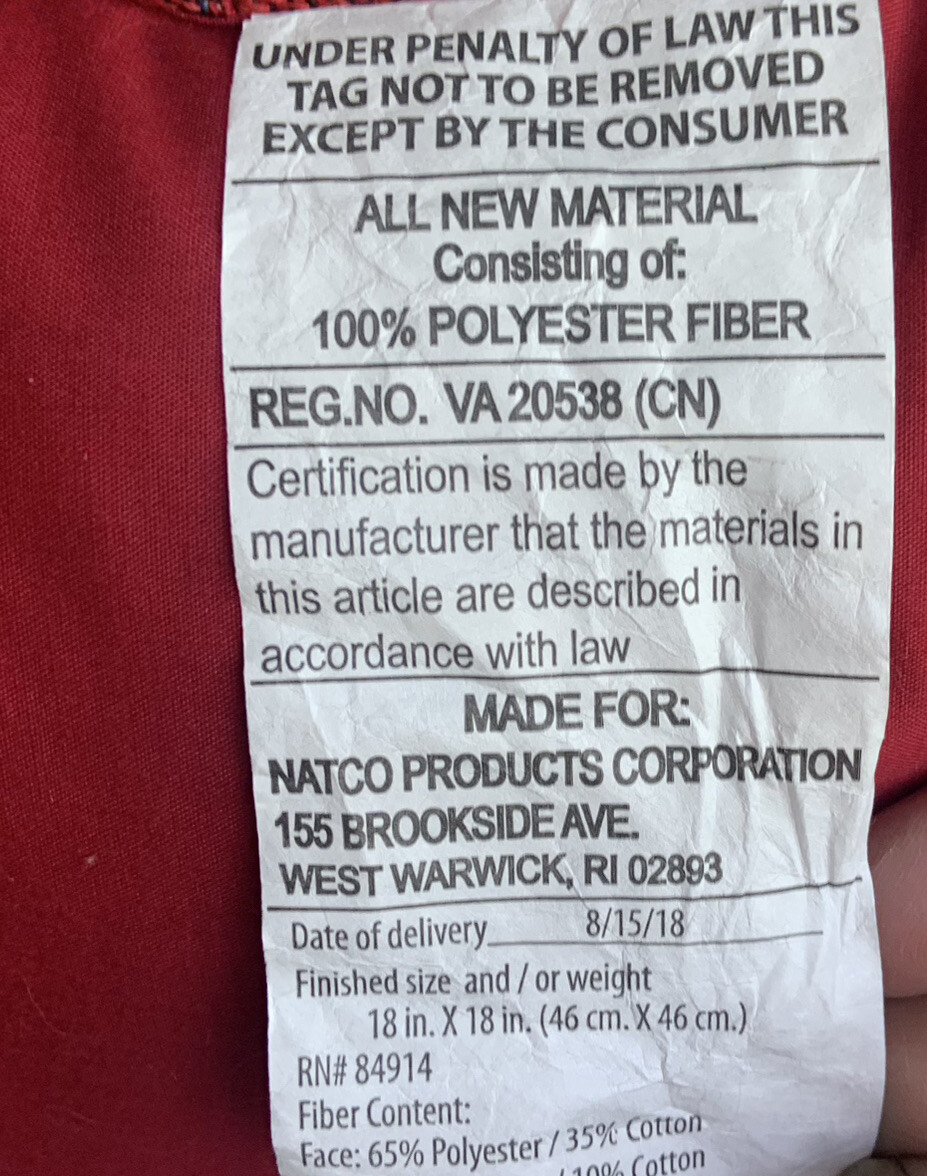 UNDER PENALTY OF LAW THIS
TAG NOT TO BE REMOVED
EXCEPT BY THE CONSUMER
ALL NEW MATERIAL
Consisting of:
100% POLYESTER FIBER
REG.NO. VA 20538 (CN)
Certification is made by the
manufacturer that the materials in
this article are described in
accordance with law
MADE FOR:
NATCO PRODUCTS CORPORATION
155 BROOKSIDE AVE.
WEST WARWICK, RI 02893
Date of delivery 8/15/18
Finished size and / or weight
18 in. X 18 in. (46 cm. X 46 cm.)
RN# 84914
Fiber Content:
Face: 65% Polyester / 35% Cotton
Cotton